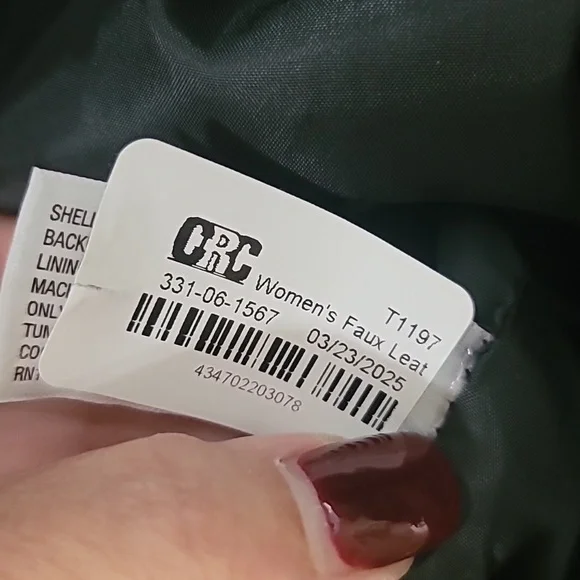 SHELL
BACK
LININ
MACH
ONLY
TUM
CO
RN
CRC
T1197
331-06-1567 Women's Faux Leat
03/23/2025
434702203078